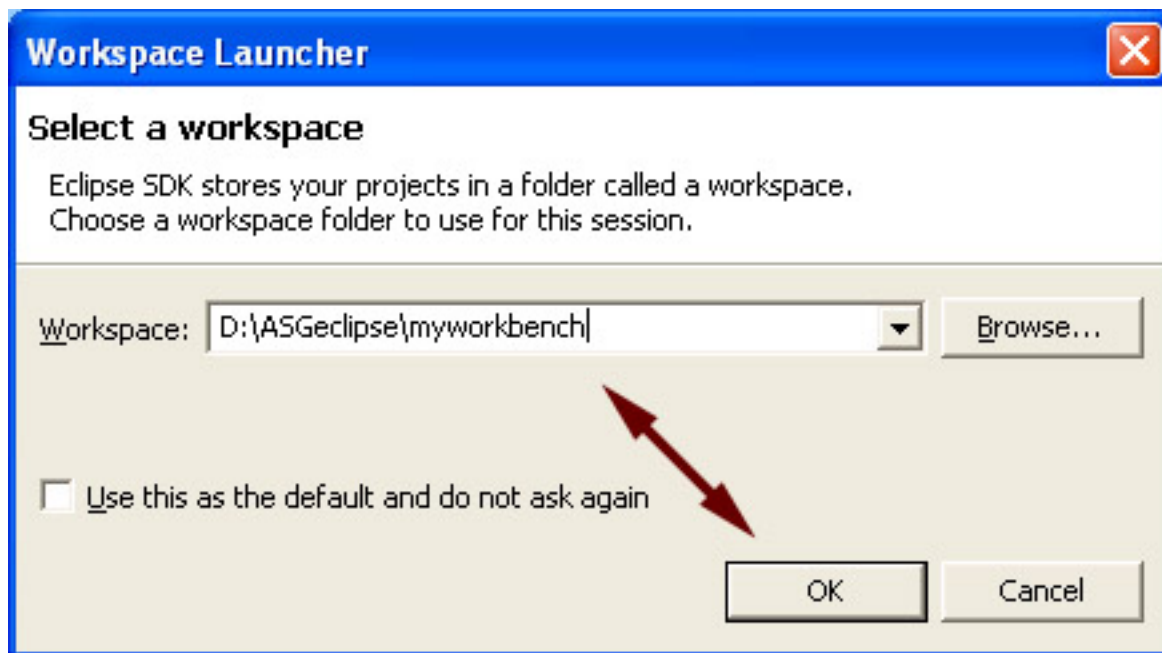 Workspace Launcher
Select a workspace
Eclipse SDK stores your projects in a folder called a workspace.
Choose a workspace folder to use for this session.
Workspace: D:\ASGeclipse\myworkbench Browse...
Use this as the default and do not ask again
OK Cancel